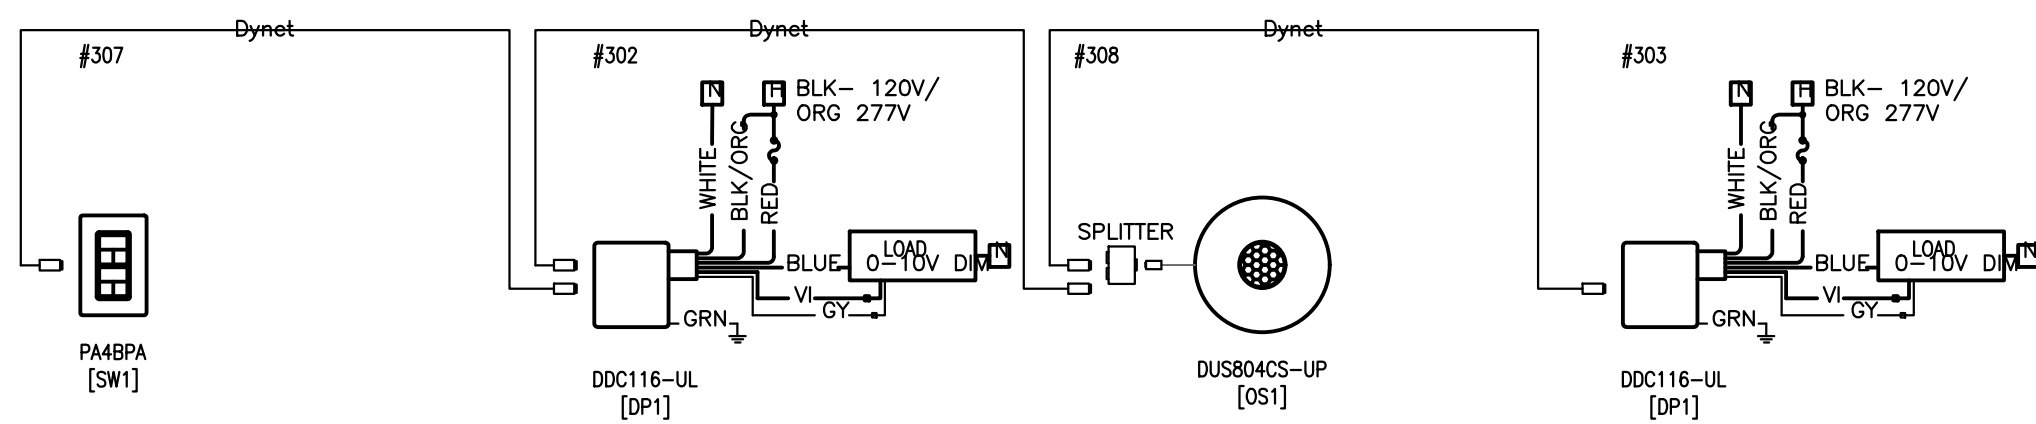 Dynet
Dynet
Dynet
#307
#302
#308
#303
N
H
BLK- 120V/
ORG 277V
WHITE
BLK/ORG
RED
BLUE
LOAD
0-10V DIM
N
VI
GY
GRN
SPLITTER
N
H
BLK- 120V/
ORG 277V
WHITE
BLK/ORG
RED
BLUE
LOAD
0-10V DIM
N
VI
GY
GRN
PA4BPA
[SW1]
DDC116-UL
[DP1]
DUS804CS-UP
[OS1]
DDC116-UL
[DP1]